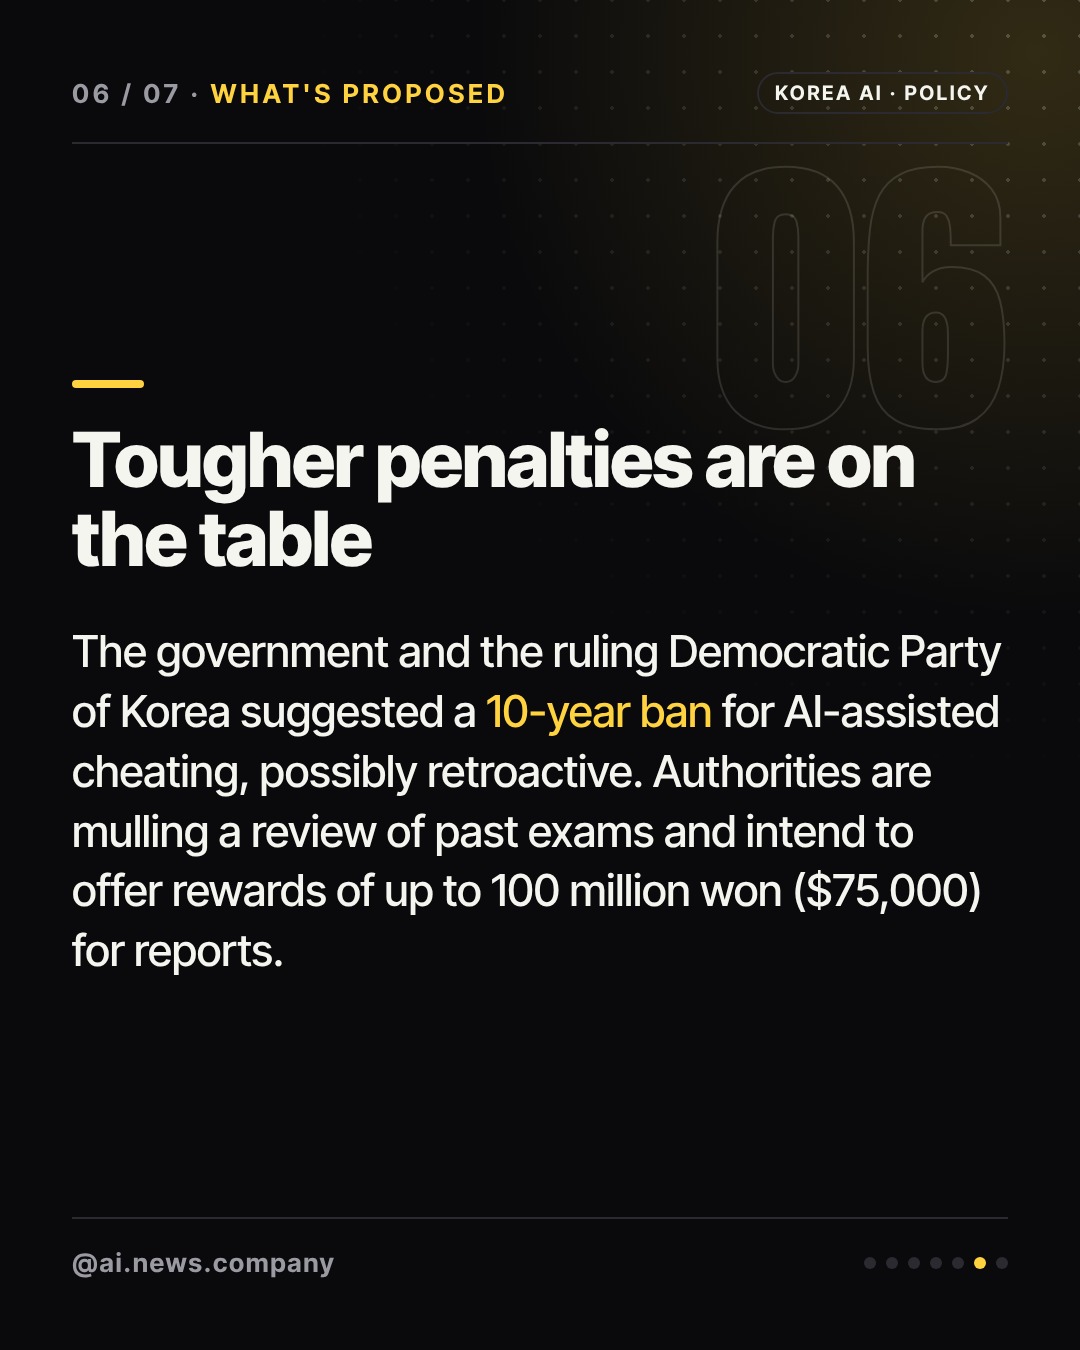 06 / 07 · WHAT'S PROPOSED
KOREA AI · POLICY
06
Tougher penalties are on
the table
The government and the ruling Democratic Party
of Korea suggested a 10-year ban for AI-assisted
cheating, possibly retroactive. Authorities are
mulling a review of past exams and intend to
offer rewards of up to 100 million won ($75,000)
for reports.
@ai.news.company